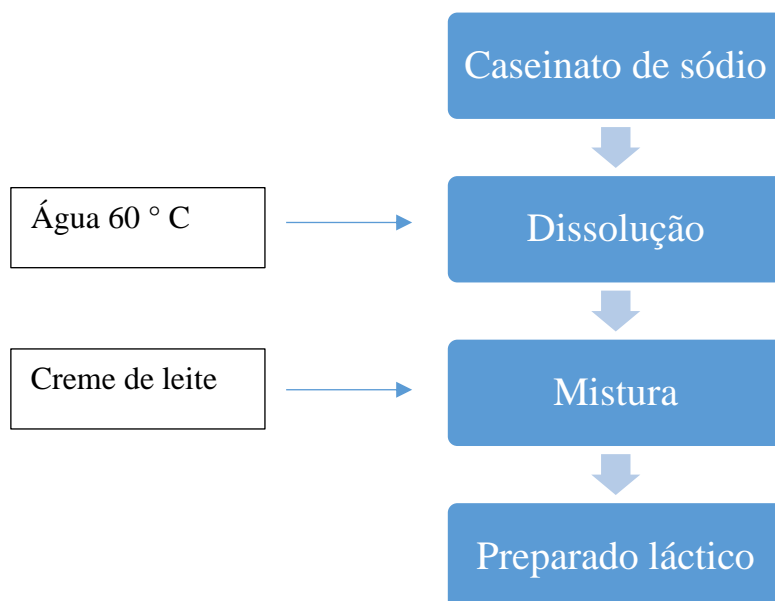 Caseinato de sódio
Água 60 ° C
Dissolução
Creme de leite
Mistura
Preparado láctico